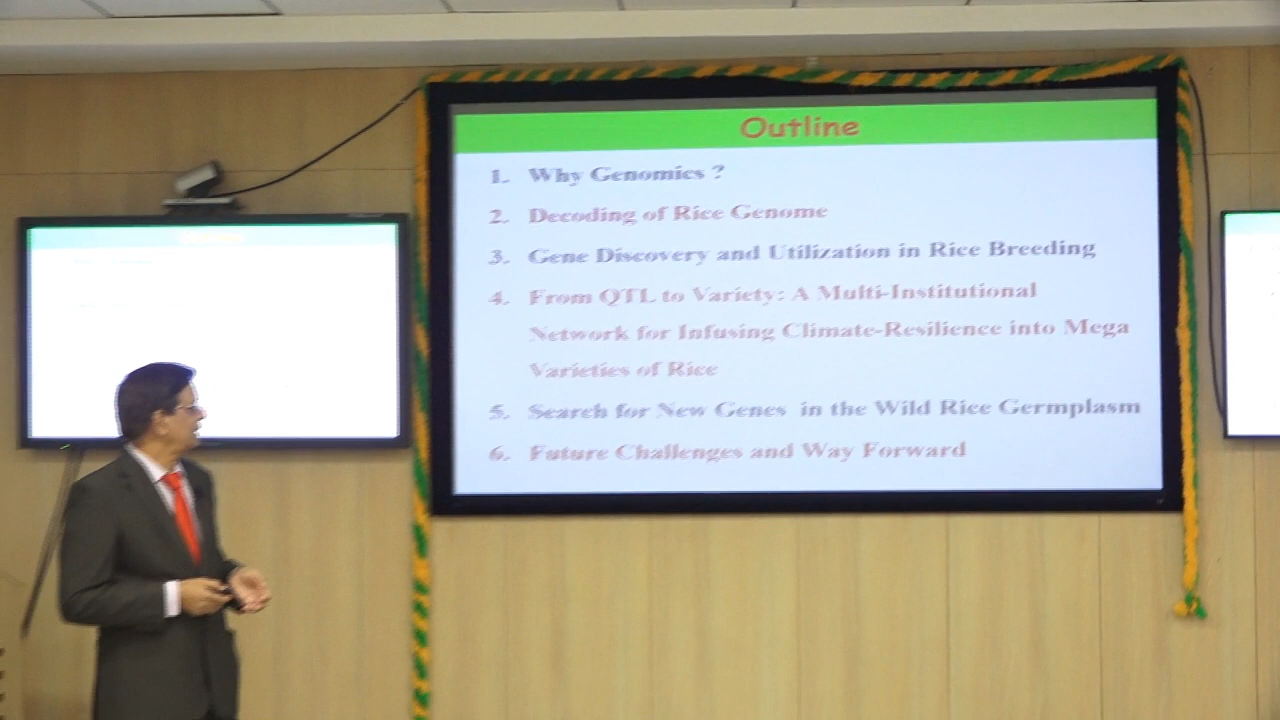 Outline
1. Why Genomics ?
2. Decoding of Rice Genome
3. Gene Discovery and Utilization in Rice Breeding
4. From QTL to Variety: A Multi-Institutional
Network for Infusing Climate-Resilience into Mega
Varieties of Rice
5. Search for New Genes in the Wild Rice Germplasm
6. Future Challenges and Way Forward